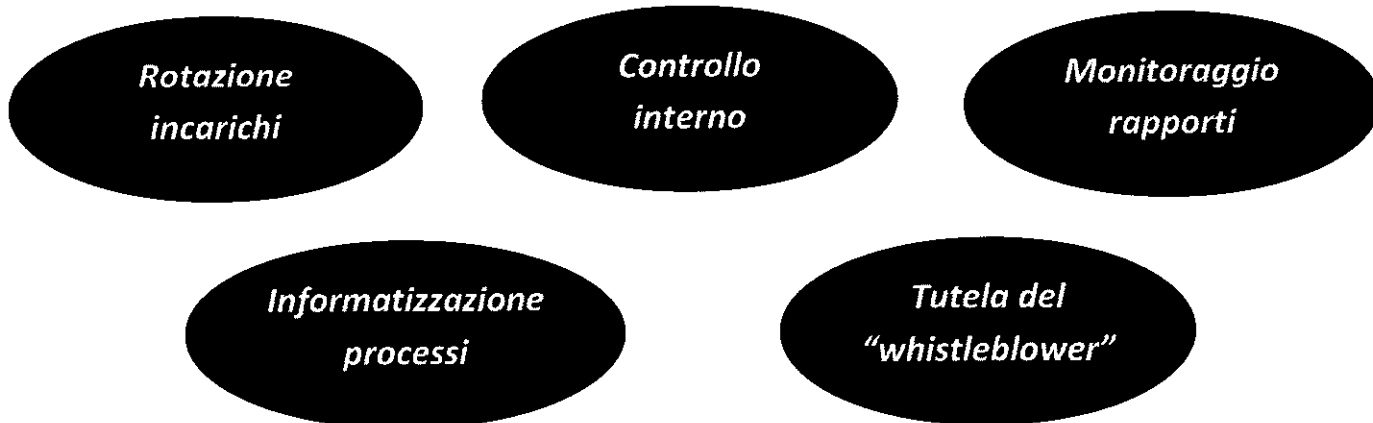 Rotazione
incarichi
Controllo
interno
Monitoraggio
rapporti
Informatizzazione
processi
Tutela del
“whistleblower”